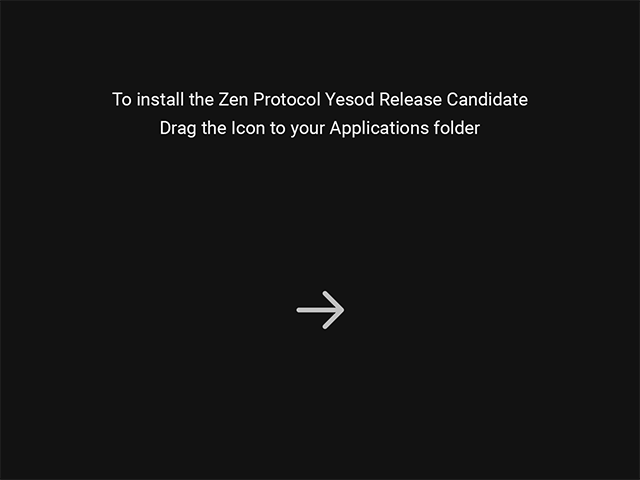 To install the Zen Protocol Yesod Release Candidate
Drag the Icon to your Applications folder